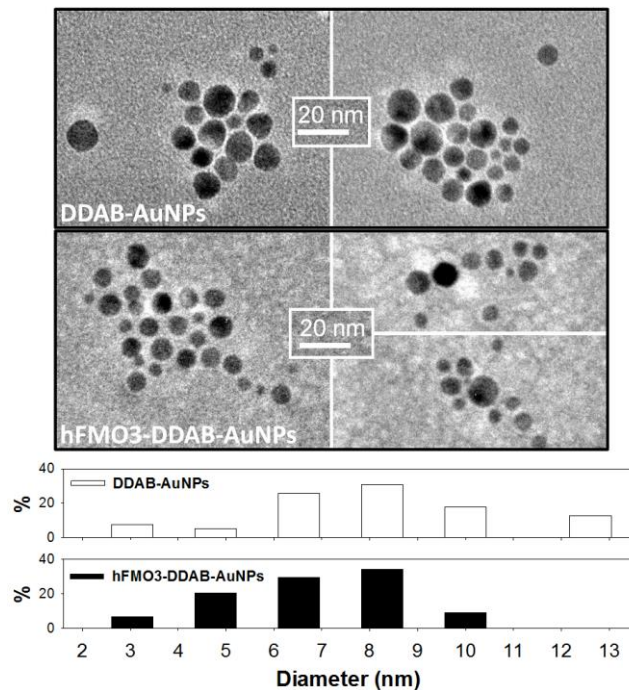 20 nm
DDAB-AuNPs
20 nm
hFMO3-DDAB-AuNPs
40
DDAB-AuNPs
%
20
0
40
hFMO3-DDAB-AuNPs
%
20
0
2 3 4 5 6 7 8 9 10 11 12 13
Diameter (nm)